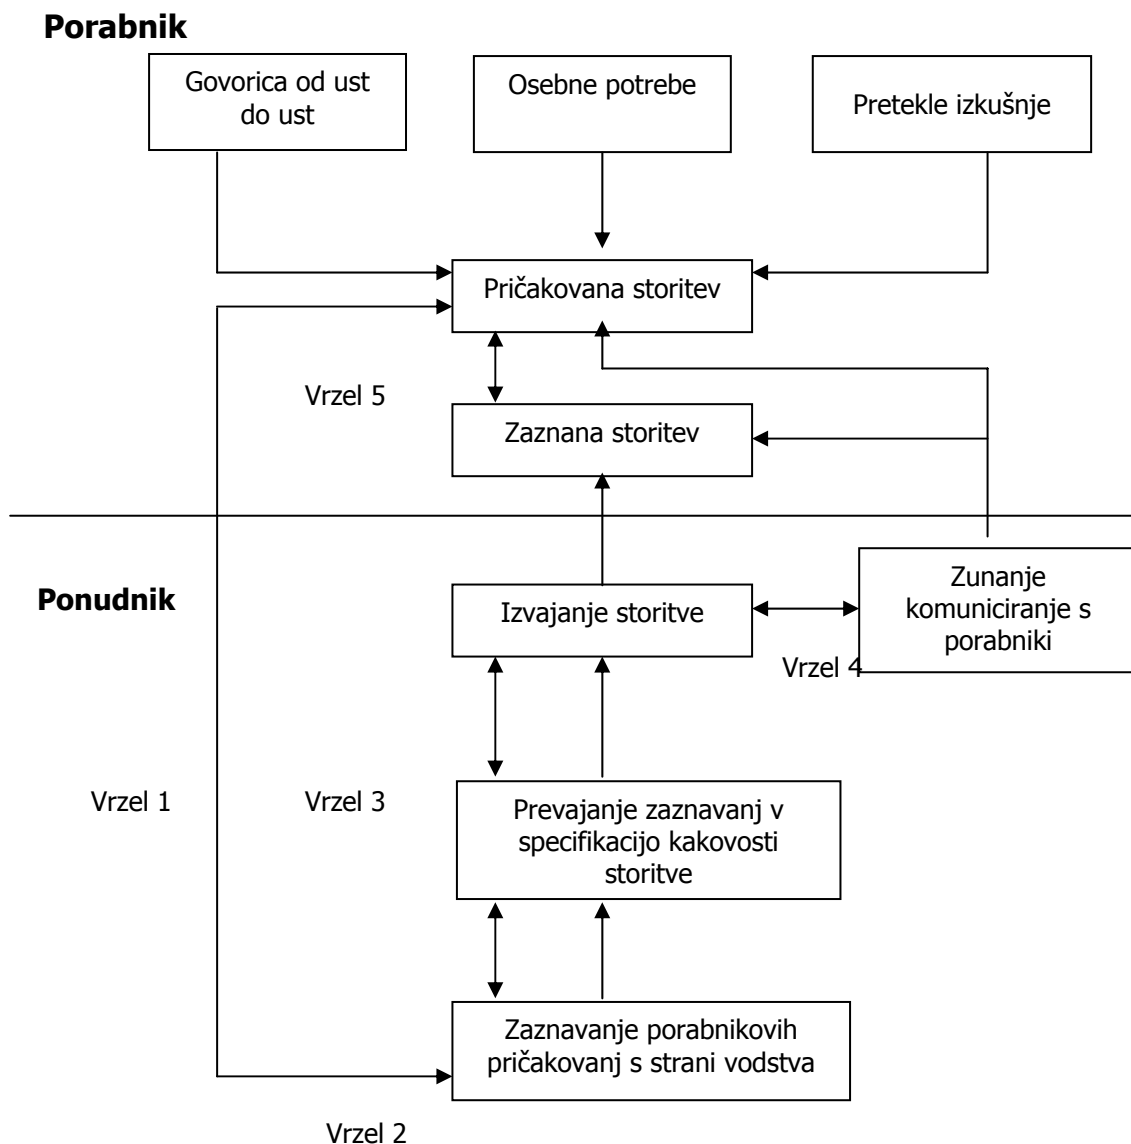 Porabnik
Govorica od ust
do ust
Osebne potrebe
Pretekle izkušnje
Pričakovana storitev
Vrzel 5
Zaznana storitev
Ponudnik
Izvajanje storitve
Zunanje
komuniciranje s
porabniki
Vrzel 4
Vrzel 1
Vrzel 3
Prevajanje zaznavanj v
specifikacijo kakovosti
storitve
Zaznavanje porabnikovih
pričakovanj s strani vodstva
Vrzel 2